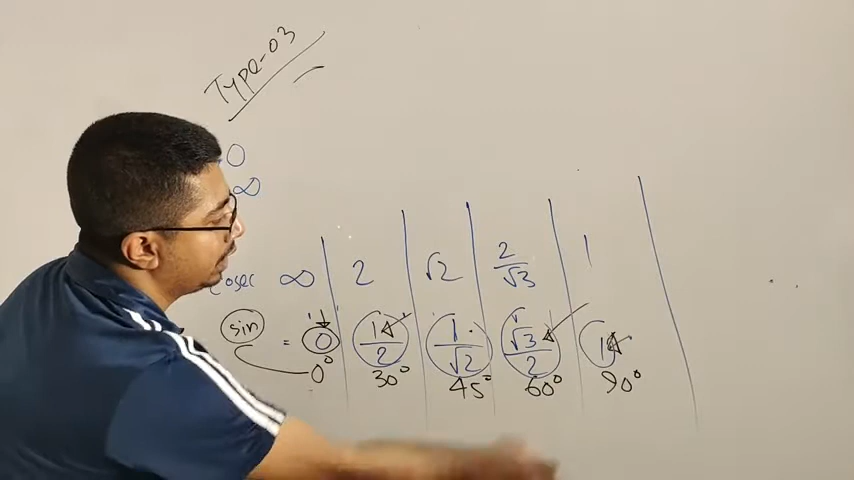 Type-03
0
∞
Cosec ∞ | 2 | √2 | 2/√3 | 1
sin = 0 | 1/2 | 1/√2 | √3/2 | 1
0° 30° 45° 60° 90°